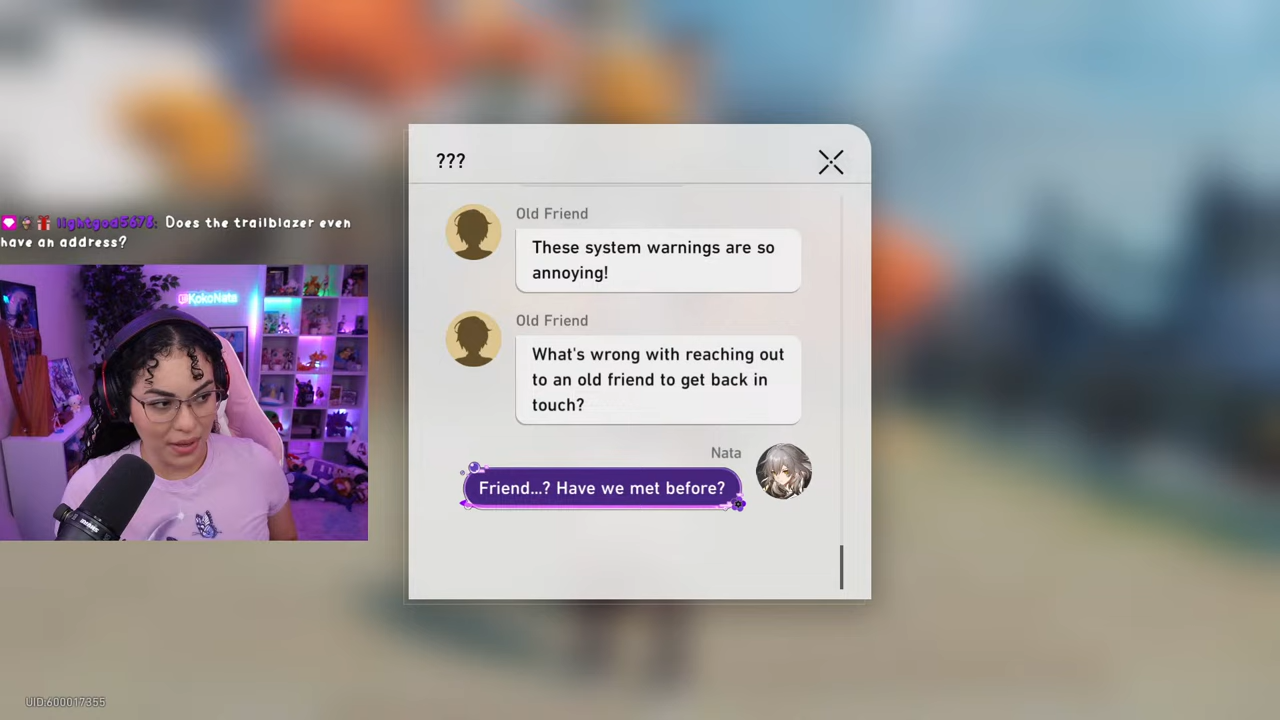 ???
Old Friend
These system warnings are so
annoying!
Old Friend
What's wrong with reaching out
to an old friend to get back in
touch?
Nata
Friend...? Have we met before?
lightgod5678: Does the trailblazer even
have an address?
@KokoNata
UID:600017355